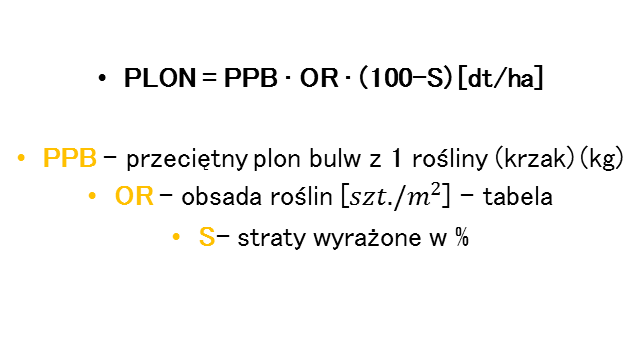 • PLON = PPB · OR · (100-S) [dt/ha]
• PPB – przeciętny plon bulw z 1 rośliny (krzak) (kg)
• OR – obsada roślin [szt./m²] – tabela
• S– straty wyrażone w %